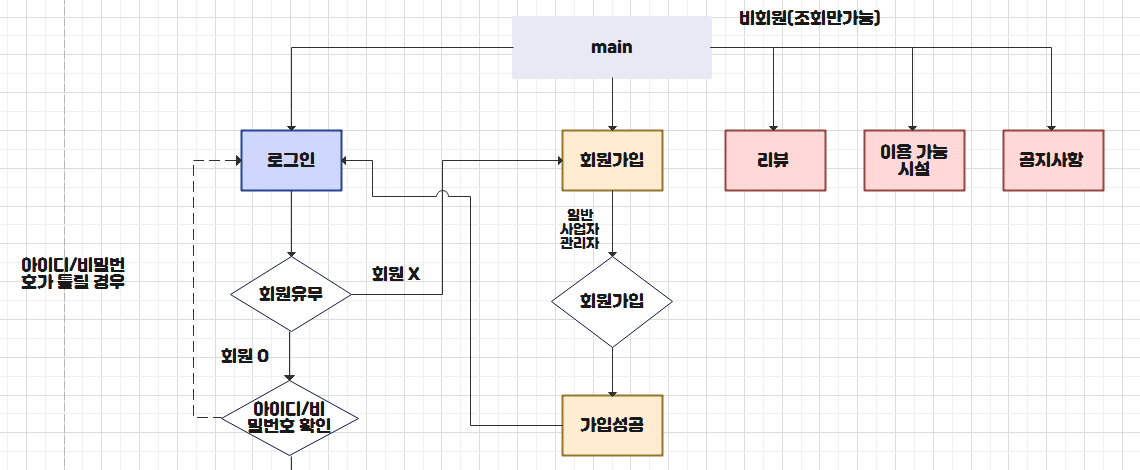 비회원(조회만가능)
main
로그인
회원가입
리뷰
이용 가능
시설
공지사항
일반
사업자
관리자
아이디/비밀번
호가 틀릴 경우
회원 X
회원유무
회원가입
회원 O
아이디/비
밀번호 확인
가입성공